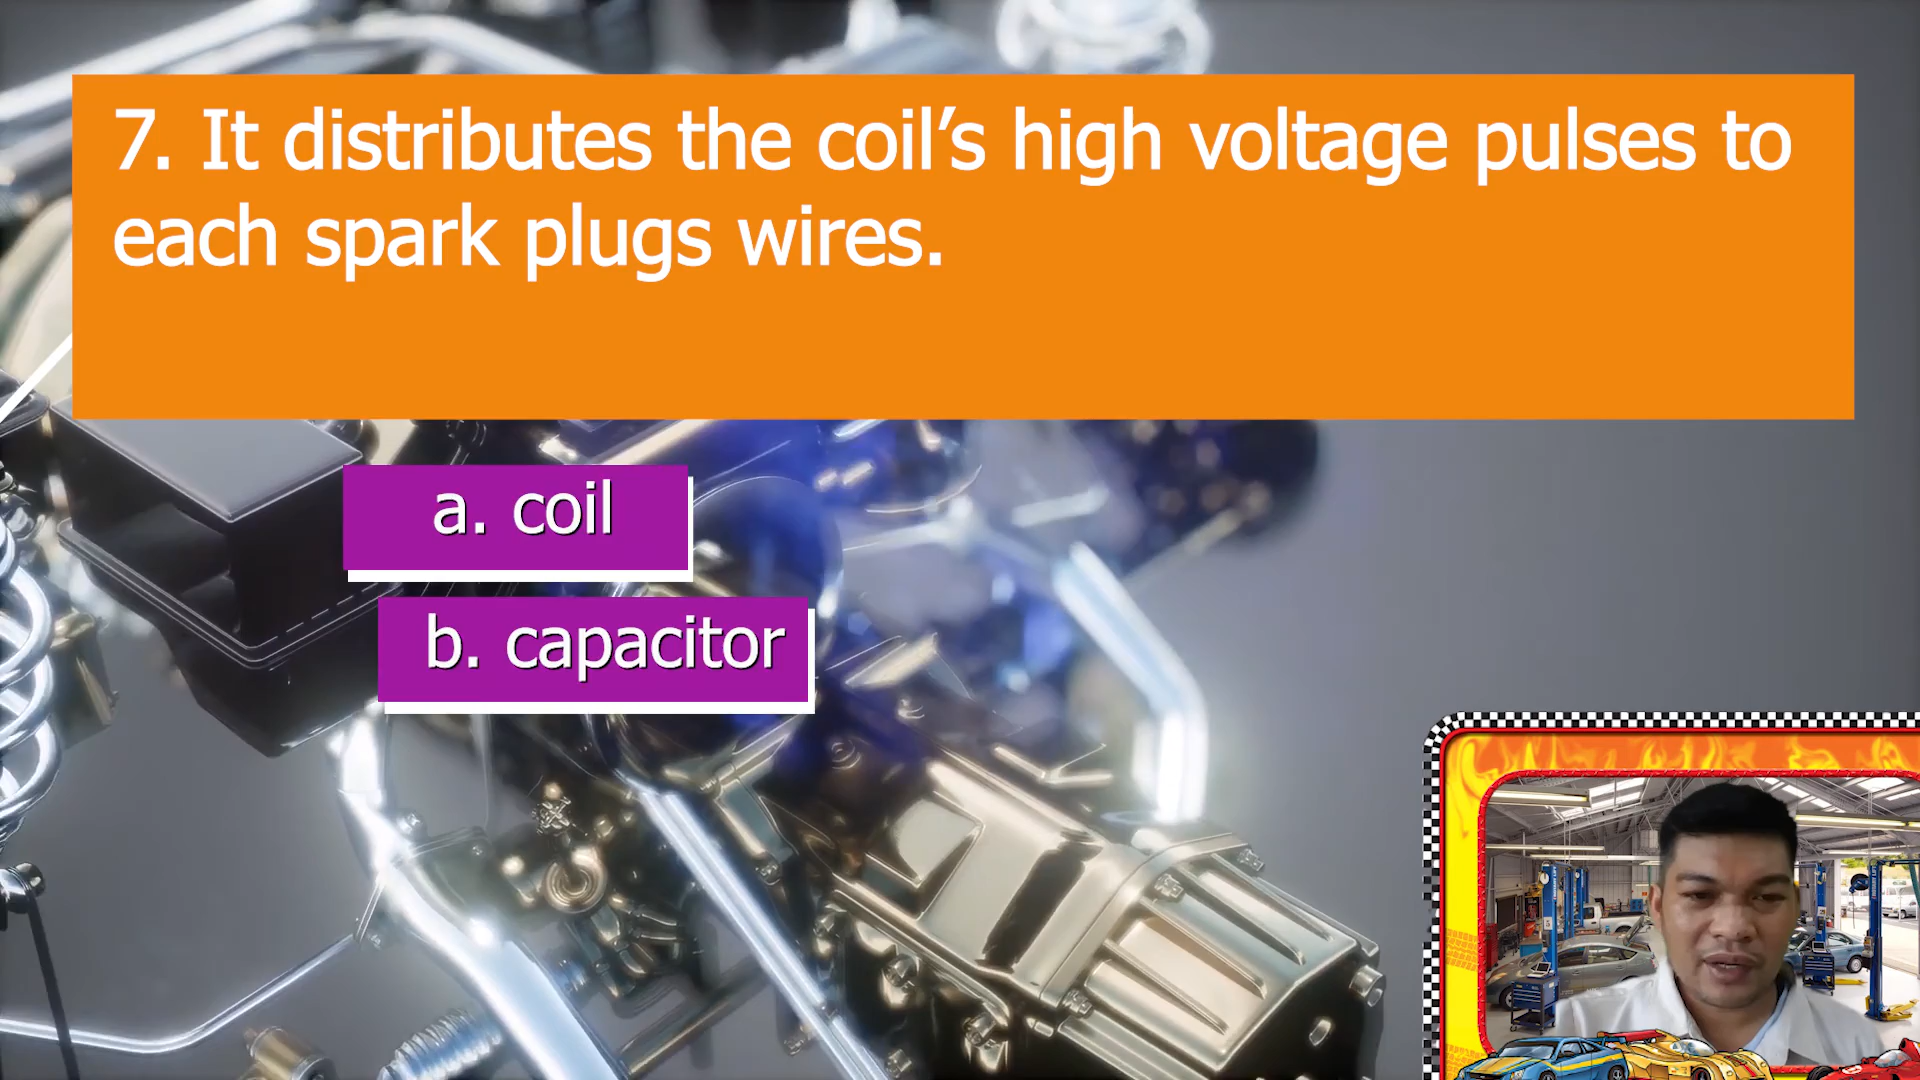 7. It distributes the coil’s high voltage pulses to
each spark plugs wires.
a. coil
b. capacitor